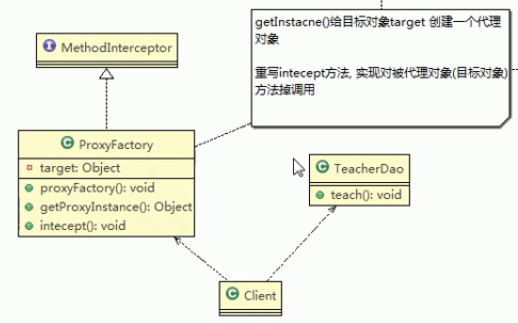 MethodInterceptor
getInstacne()给目标对象target 创建一个代理
对象
重写intecept方法, 实现对被代理对象(目标对象)
方法掉调用
ProxyFactory
target: Object
proxyFactory(): void
getProxyInstance(): Object
intecept(): void
TeacherDao
teach(): void
Client